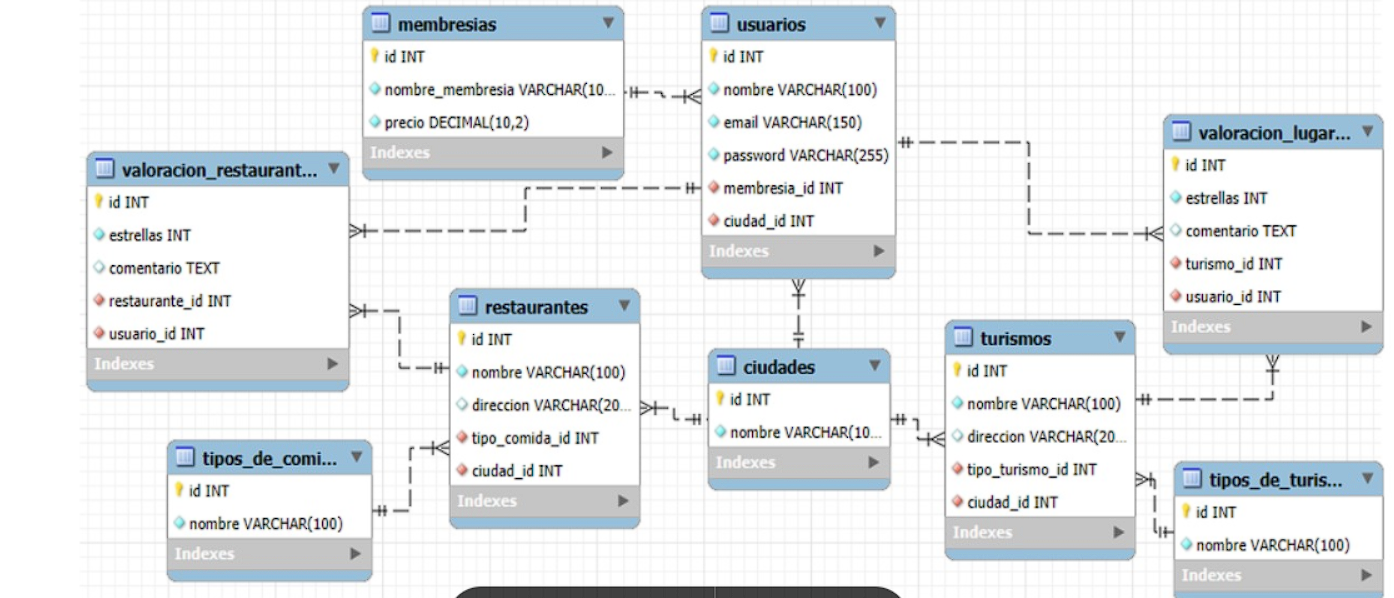 membresias
id INT
nombre_membresia VARCHAR(10...
precio DECIMAL(10,2)
Indexes
usuarios
id INT
nombre VARCHAR(100)
email VARCHAR(150)
password VARCHAR(255)
membresia_id INT
ciudad_id INT
Indexes
valoracion_lugar...
id INT
estrellas INT
comentario TEXT
turismo_id INT
usuario_id INT
Indexes
valoracion_restaurant...
id INT
estrellas INT
comentario TEXT
restaurante_id INT
usuario_id INT
Indexes
restaurantes
id INT
nombre VARCHAR(100)
direccion VARCHAR(20...
tipo_comida_id INT
ciudad_id INT
Indexes
ciudades
id INT
nombre VARCHAR(10...
Indexes
turismos
id INT
nombre VARCHAR(100)
direccion VARCHAR(20...
tipo_turismo_id INT
ciudad_id INT
Indexes
tipos_de_comi...
id INT
nombre VARCHAR(100)
Indexes
tipos_de_turis...
id INT
nombre VARCHAR(100)
Indexes